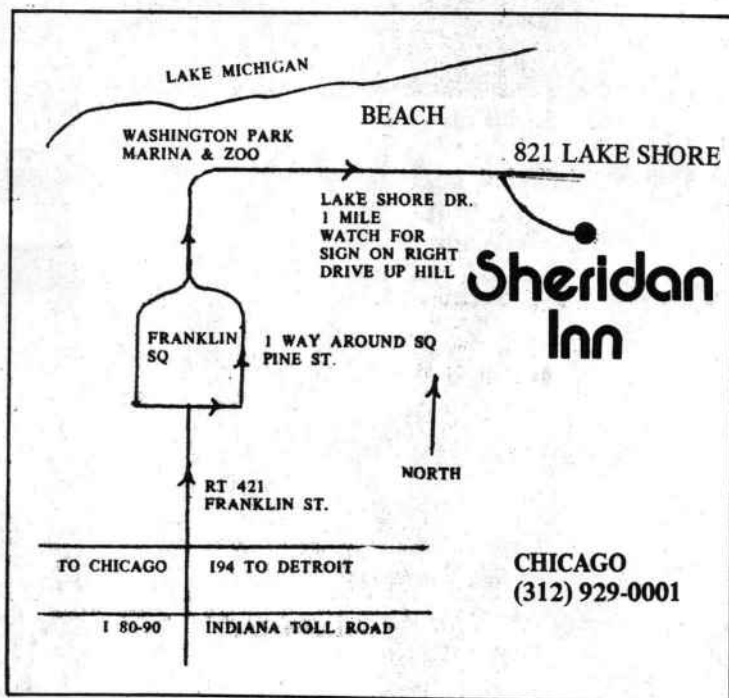 LAKE MICHIGAN
BEACH
WASHINGTON PARK
MARINA & ZOO
821 LAKE SHORE
LAKE SHORE DR.
1 MILE
WATCH FOR
SIGN ON RIGHT
DRIVE UP HILL
Sheridan
Inn
FRANKLIN
SQ
1 WAY AROUND SQ
PINE ST.
NORTH
RT 421
FRANKLIN ST.
TO CHICAGO
I94 TO DETROIT
CHICAGO
(312) 929-0001
I 80-90
INDIANA TOLL ROAD